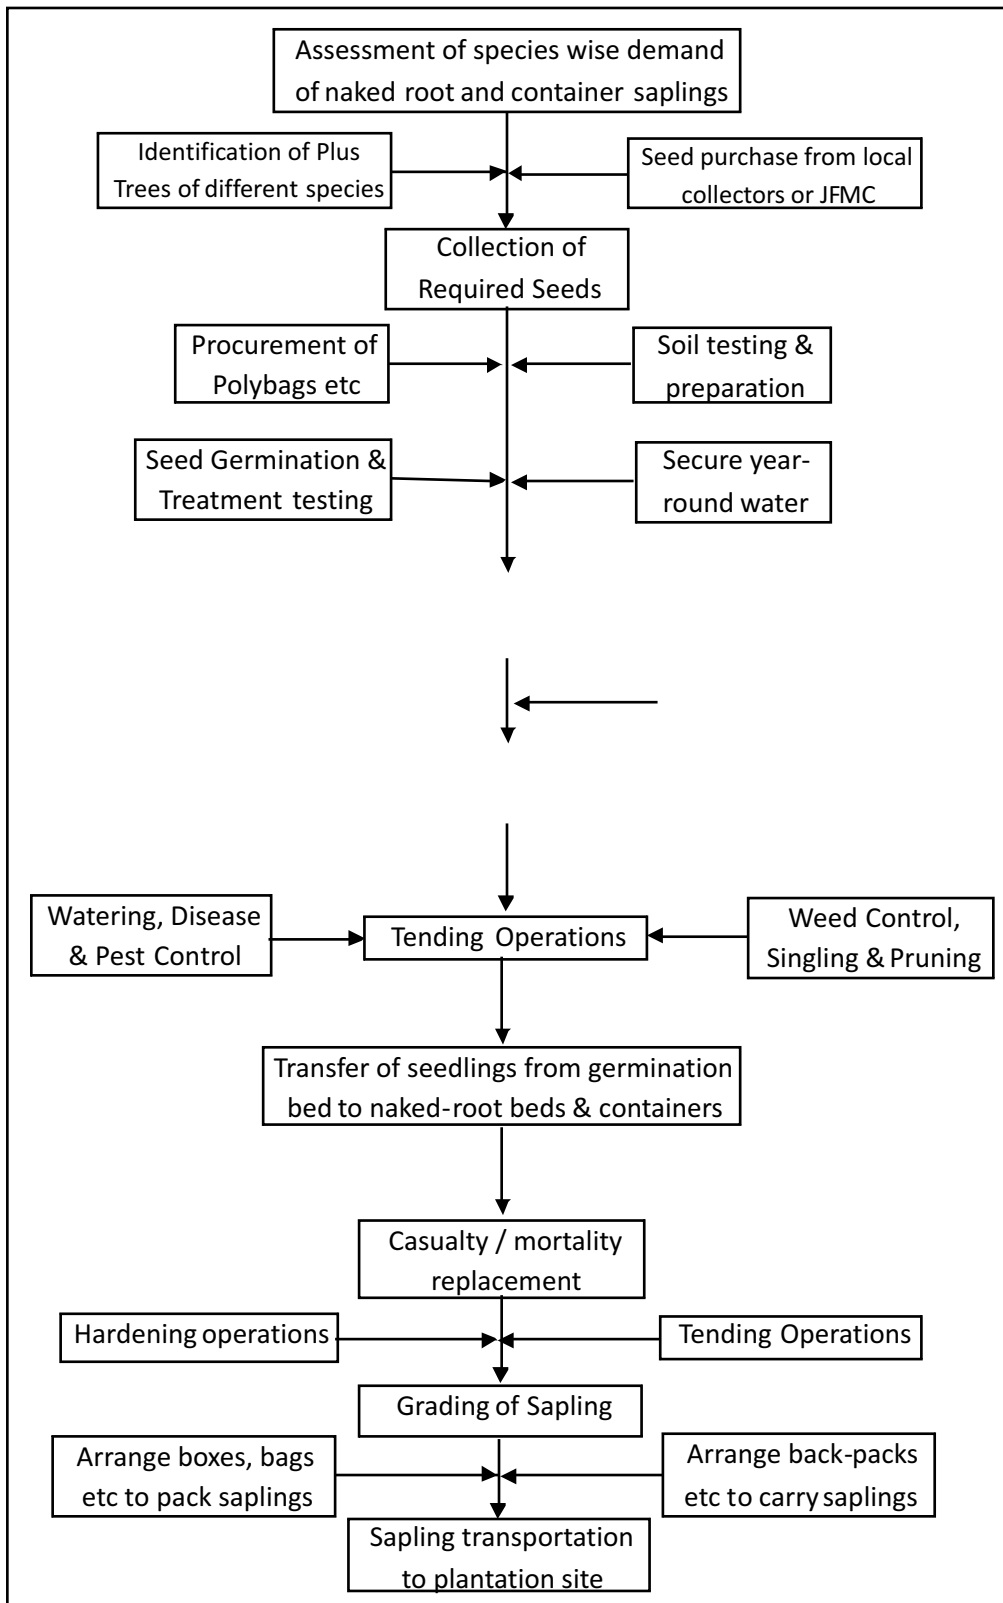 Assessment of species wise demand
of naked root and container saplings
Identification of Plus
Trees of different species
Seed purchase from local
collectors or JFMC
Collection of
Required Seeds
Procurement of
Polybags etc
Soil testing &
preparation
Seed Germination &
Treatment testing
Secure year-
round water
Watering, Disease
& Pest Control
Tending Operations
Weed Control,
Singling & Pruning
Transfer of seedlings from germination
bed to naked-root beds & containers
Casualty / mortality
replacement
Hardening operations
Tending Operations
Grading of Sapling
Arrange boxes, bags
etc to pack saplings
Arrange back-packs
etc to carry saplings
Sapling transportation
to plantation site